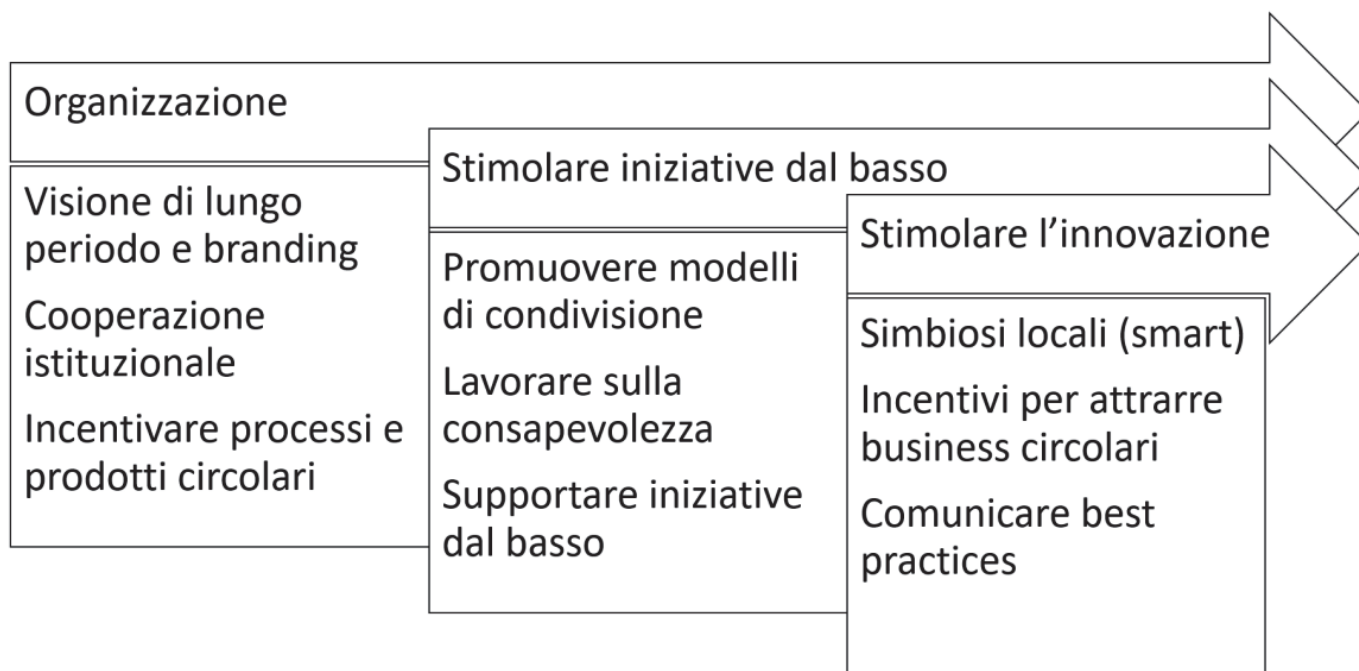 Organizzazione
Visione di lungo
periodo e branding
Cooperazione
istituzionale
Incentivare processi e
prodotti circolari
Stimolare iniziative dal basso
Promuovere modelli
di condivisione
Lavorare sulla
consapevolezza
Supportare iniziative
dal basso
Stimolare l’innovazione
Simbiosi locali (smart)
Incentivi per attrarre
business circolari
Comunicare best
practices